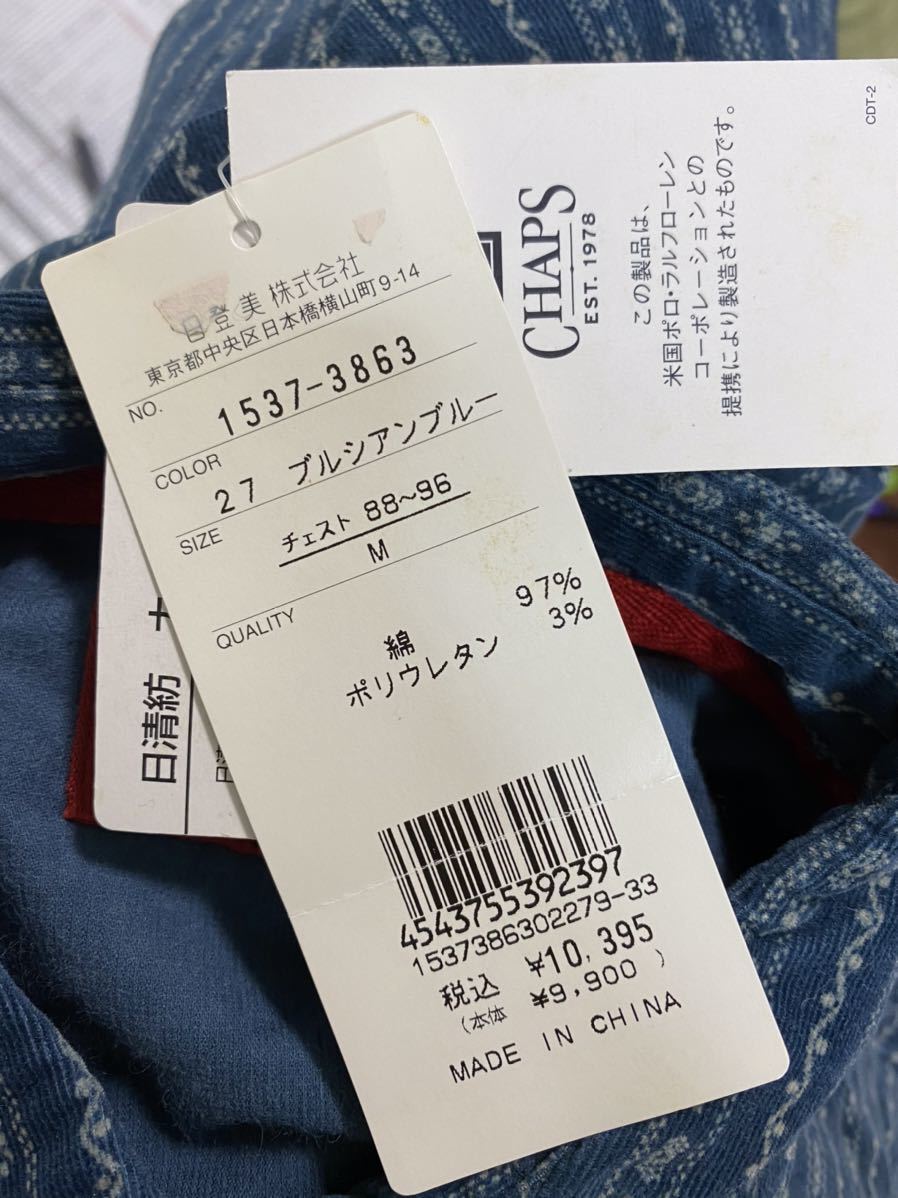 日登美 株式会社
東京都中央区日本橋横山町9-14
NO. 1537-3863
COLOR 27 ブルシアンブルー
SIZE チェスト 88~96
M
QUALITY
綿 97%
ポリウレタン 3%
4543755392397
1537386302279-33
税込 ¥10,395
(本体 ¥9,900 )
MADE IN CHINA
CHAPS
EST. 1978
この製品は、
米国ポロ・ラルフローレン
コーポレーションとの
提携により製造されたものです。
CDT-2
日清紡